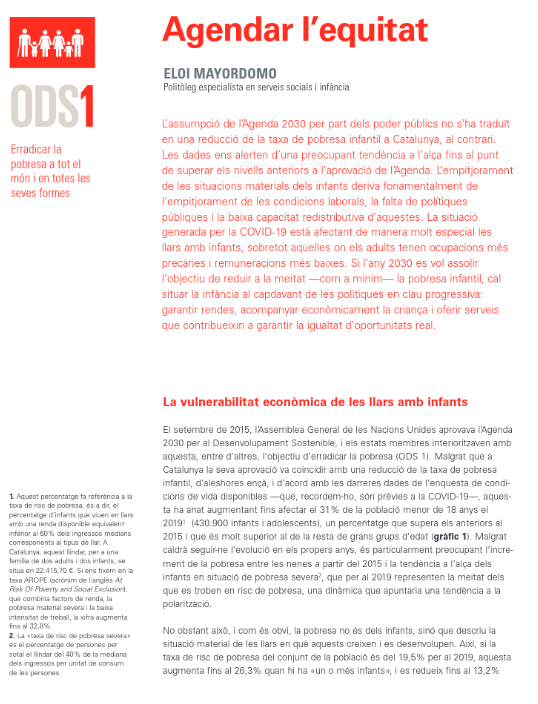 Agendar l’equitat
ELOI MAYORDOMO
Politòleg especialista en serveis socials i infància
ODS1
Erradicar la
pobresa a tot el
món i en totes les
seves formes
L’assumpció de l’Agenda 2030 per part dels poder públics no s’ha traduït
en una reducció de la taxa de pobresa infantil a Catalunya, al contrari.
Les dades ens alerten d’una preocupant tendència a l’alça fins al punt
de superar els nivells anteriors a l’aprovació de l’Agenda. L’empitjorament
de les situacions materials dels infants deriva fonamentalment de
l’empitjorament de les condicions laborals, la falta de polítiques
públiques i la baixa capacitat redistributiva d’aquestes. La situació
generada per la COVID-19 està afectant de manera molt especial les
llars amb infants, sobretot aquelles on els adults tenen ocupacions més
precàries i remuneracions més baixes. Si l’any 2030 es vol assolir
l’objectiu de reduir a la meitat —com a mínim— la pobresa infantil, cal
situar la infància al capdavant de les polítiques en clau progressiva:
garantir rendes, acompanyar econòmicament la criança i oferir serveis
que contribueixin a garantir la igualtat d’oportunitats real.
La vulnerabilitat econòmica de les llars amb infants
El setembre de 2015, l’Assemblea General de les Nacions Unides aprovava l’Agenda
2030 per al Desenvolupament Sostenible, i els estats membres interioritzaven amb
aquesta, entre d’altres, l’objectiu d’erradicar la pobresa (ODS 1). Malgrat que a
Catalunya la seva aprovació va coincidir amb una reducció de la taxa de pobresa
infantil, d’aleshores ençà, i d’acord amb les darreres dades de l’enquesta de condi-
cions de vida disponibles —que, recordem-ho, són prèvies a la COVID-19—, aques-
ta ha anat augmentant fins afectar el 31 % de la població menor de 18 anys el
2019¹ (430.900 infants i adolescents), un percentatge que supera els anteriors al
2015 i que és molt superior al de la resta de grans grups d’edat (gràfic 1). Malgrat
caldrà seguir-ne l’evolució en els propers anys, és particularment preocupant l’incre-
ment de la pobresa entre les nenes a partir del 2015 i la tendència a l’alça dels
infants en situació de pobresa severa², que per al 2019 representen la meitat dels
que es troben en risc de pobresa, una dinàmica que apuntaria una tendència a la
polarització.
No obstant això, i com és obvi, la pobresa no és dels infants, sinó que descriu la
situació material de les llars en què aquests creixen i es desenvolupen. Així, si la
taxa de risc de pobresa del conjunt de la població és del 19,5% per al 2019, aquesta
augmenta fins al 26,3% quan hi ha «un o més infants», i es redueix fins al 13,2%
1. Aquest percentatge fa referència a la
taxa de risc de pobresa, és a dir, el
percentatge d’infants que viuen en llars
amb una renda disponible equivalent
inferior al 60% dels ingressos medians
corresponents al tipus de llar. A
Catalunya, aquest llindar, per a una
família de dos adults i dos infants, se
situa en 22.415,70 €. Si ens fixem en la
taxa AROPE (acrònim de l’anglès At
Risk Of Poverty and Social Exclusion),
que combina factors de renda, la
pobresa material severa i la baixa
intensitat de treball, la xifra augmenta
fins al 32,8%.
2. La «taxa de risc de pobresa severa»
és el percentatge de persones per
sota el llindar del 40% de la mediana
dels ingressos per unitat de consum
de les persones.